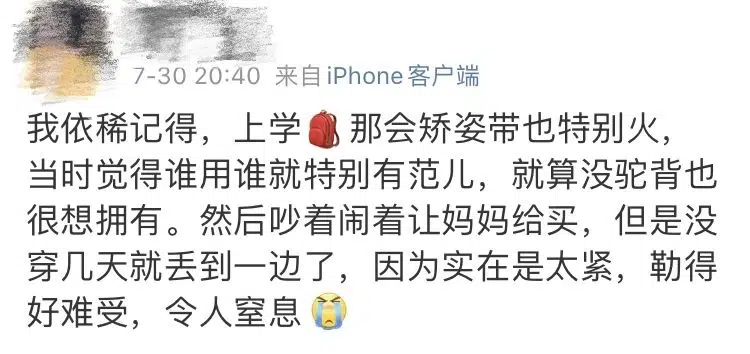 7-30 20:40 来自iPhone客户端
我依稀记得，上学🎒那会矫姿带也特别火，
当时觉得谁用谁就特别有范儿，就算没驼背也
很想拥有。然后吵着闹着让妈妈给买，但是没
穿几天就丢到一边了，因为实在是太紧，勒得
好难受，令人窒息😭